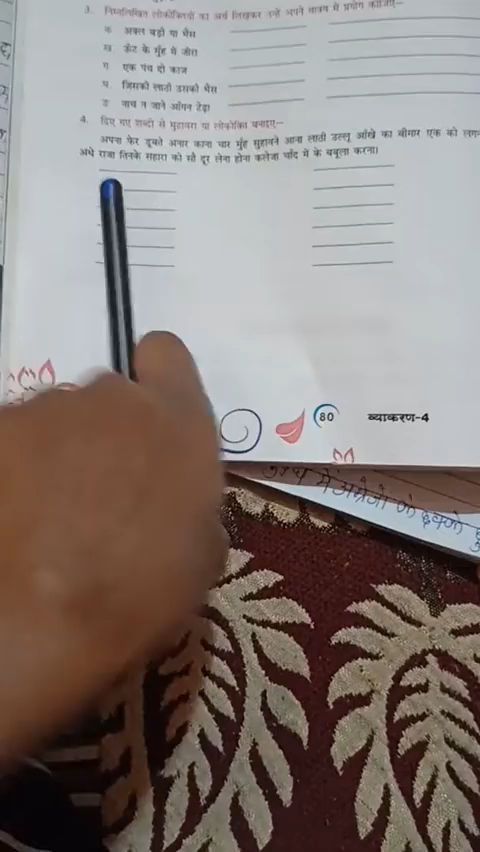 3. निम्नलिखित लोकोक्तियों का अर्थ लिखकर उन्हें अपने वाक्य में प्रयोग कीजिए–
क. अक्ल बड़ी या भैंस
ख. ऊँट के मुँह में जीरा
ग. एक पंथ दो काज
घ. जिसकी लाठी उसकी भैंस
ङ. नाच न जाने आँगन टेढ़ा
4. दिए गए शब्दों से मुहावरा या लोकोक्ति बनाइए–
अपना फेर डूबते अनार काना चार मुँह सुहावने आना लाठी उल्लू आँखें का बीमार एक को
अंधे राजा तिनके सहारा को सौ दूर लेना होना कलेजा चाँद में के बबूला करना।
80
व्याकरण-4
में अंग्रेजी के